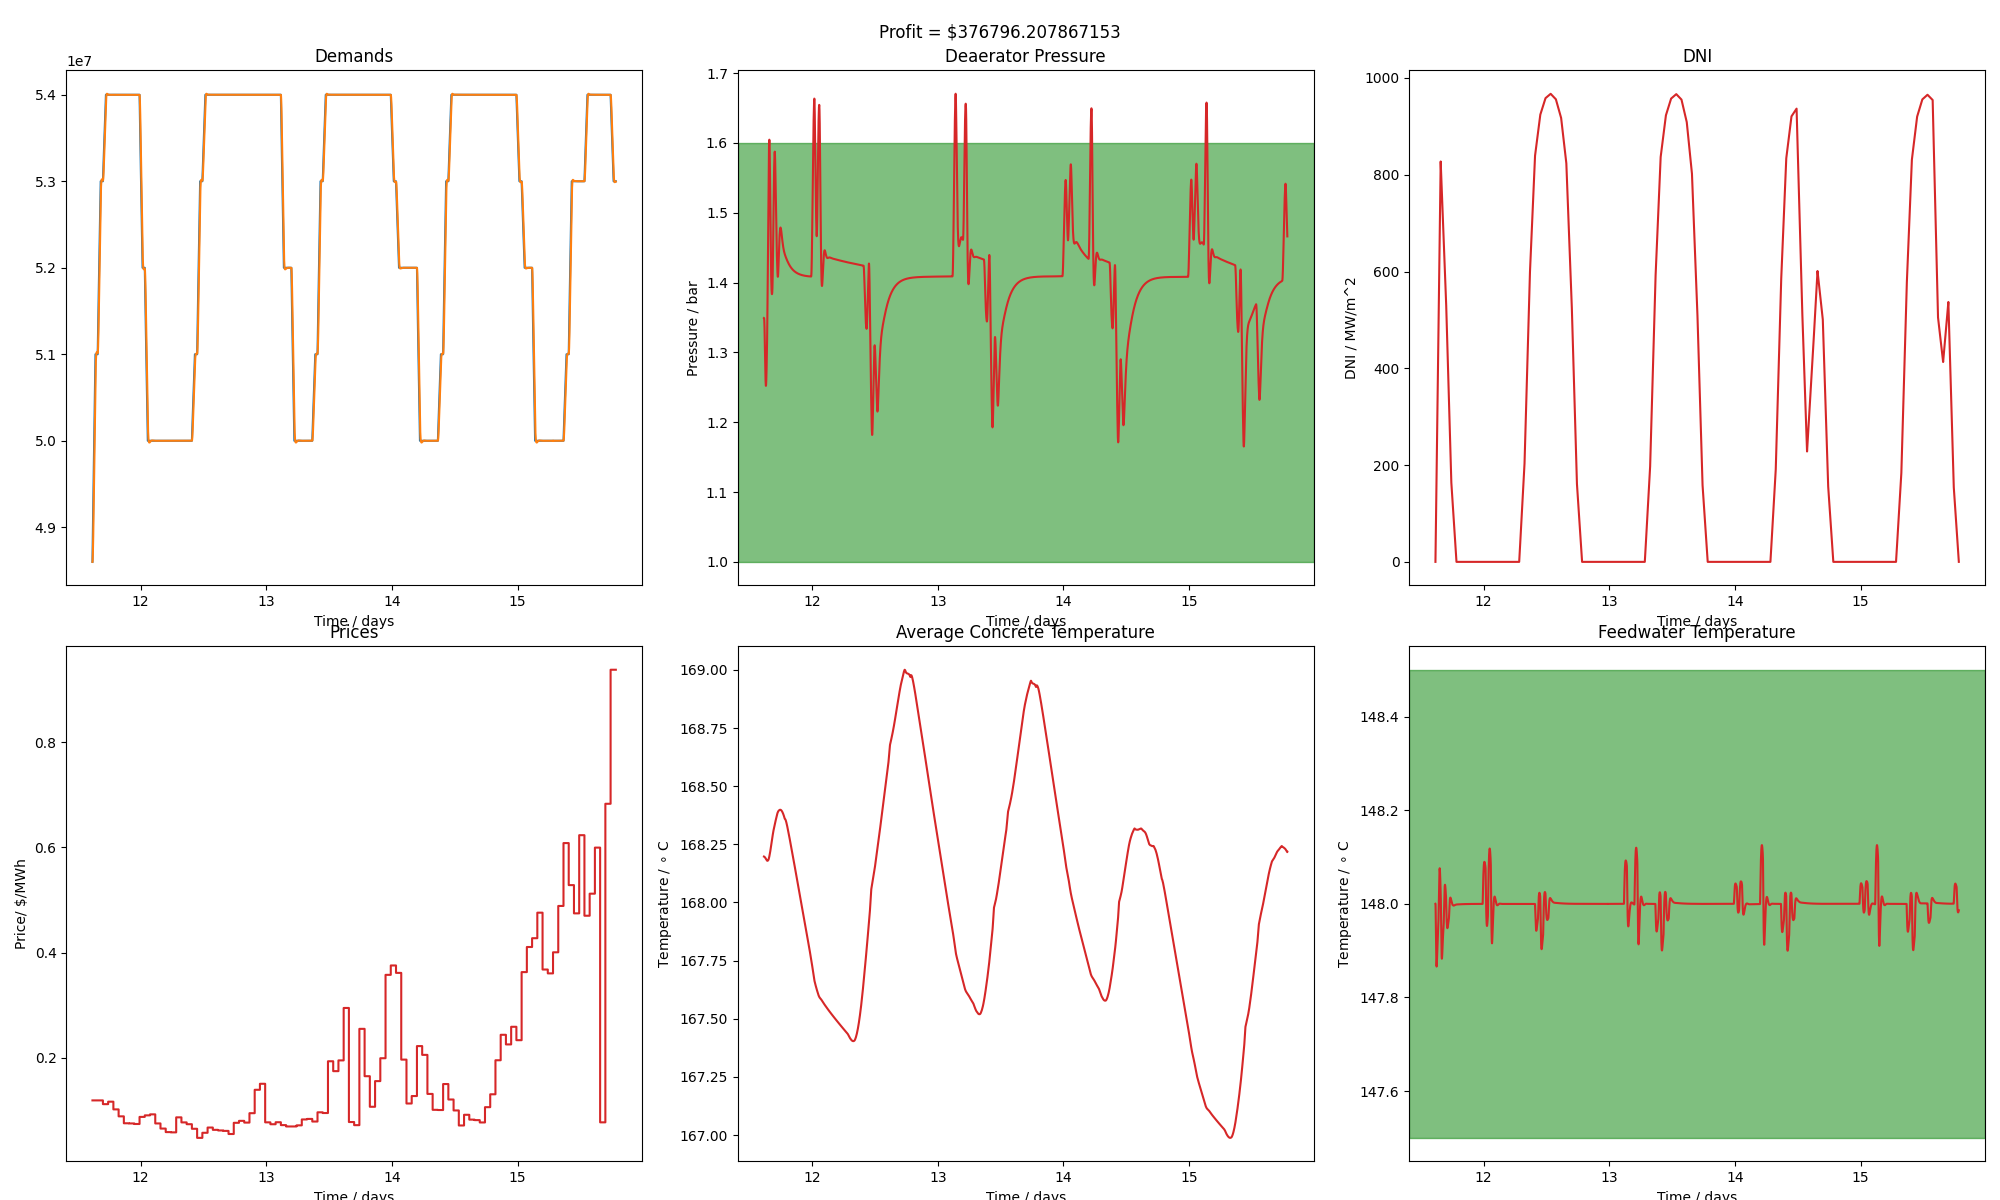 Profit = $376796.207867153
Demands
1e7
5.4
5.3
5.2
5.1
5.0
4.9
12 13 14 15
Time / days
Deaerator Pressure
Pressure / bar
1.7
1.6
1.5
1.4
1.3
1.2
1.1
1.0
12 13 14 15
Time / days
DNI
DNI / MW/m^2
1000
800
600
400
200
0
12 13 14 15
Time / days
Prices
Price/ $/MWh
0.8
0.6
0.4
0.2
12 13 14 15
Time / days
Average Concrete Temperature
Temperature / ∘ C
169.00
168.75
168.50
168.25
168.00
167.75
167.50
167.25
167.00
12 13 14 15
Time / days
Feedwater Temperature
Temperature / ∘ C
148.4
148.2
148.0
147.8
147.6
12 13 14 15
Time / days